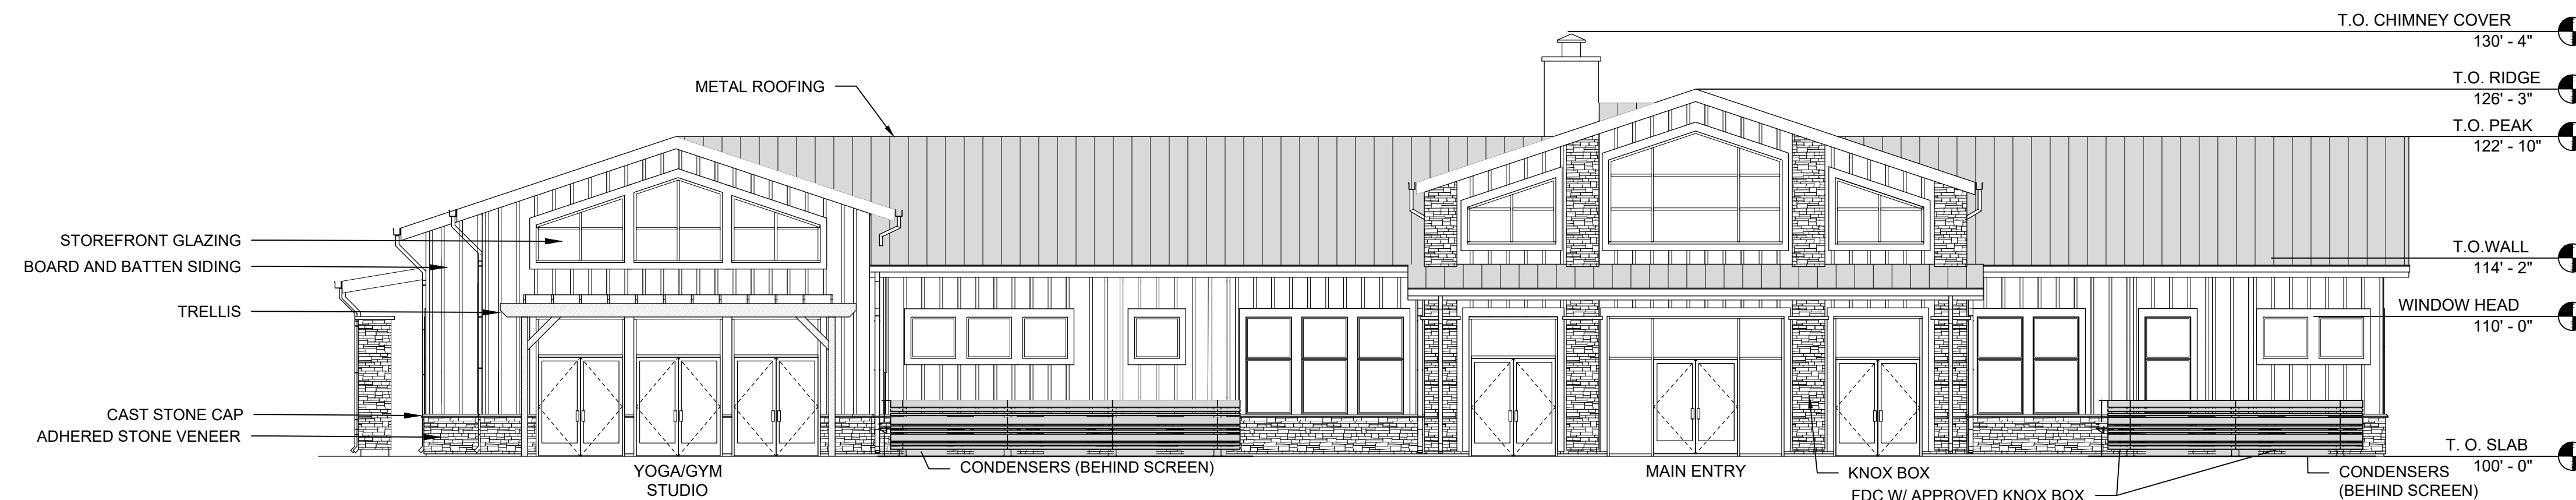 T.O. CHIMNEY COVER
130' - 4"
T.O. RIDGE
126' - 3"
METAL ROOFING
T.O. PEAK
122' - 10"
STOREFRONT GLAZING
BOARD AND BATTEN SIDING
T.O.WALL
114' - 2"
TRELLIS
WINDOW HEAD
110' - 0"
CAST STONE CAP
ADHERED STONE VENEER
T. O. SLAB
100' - 0"
YOGA/GYM
STUDIO
CONDENSERS (BEHIND SCREEN)
MAIN ENTRY
KNOX BOX
FDC W/ APPROVED KNOX BOX
CONDENSERS
(BEHIND SCREEN)